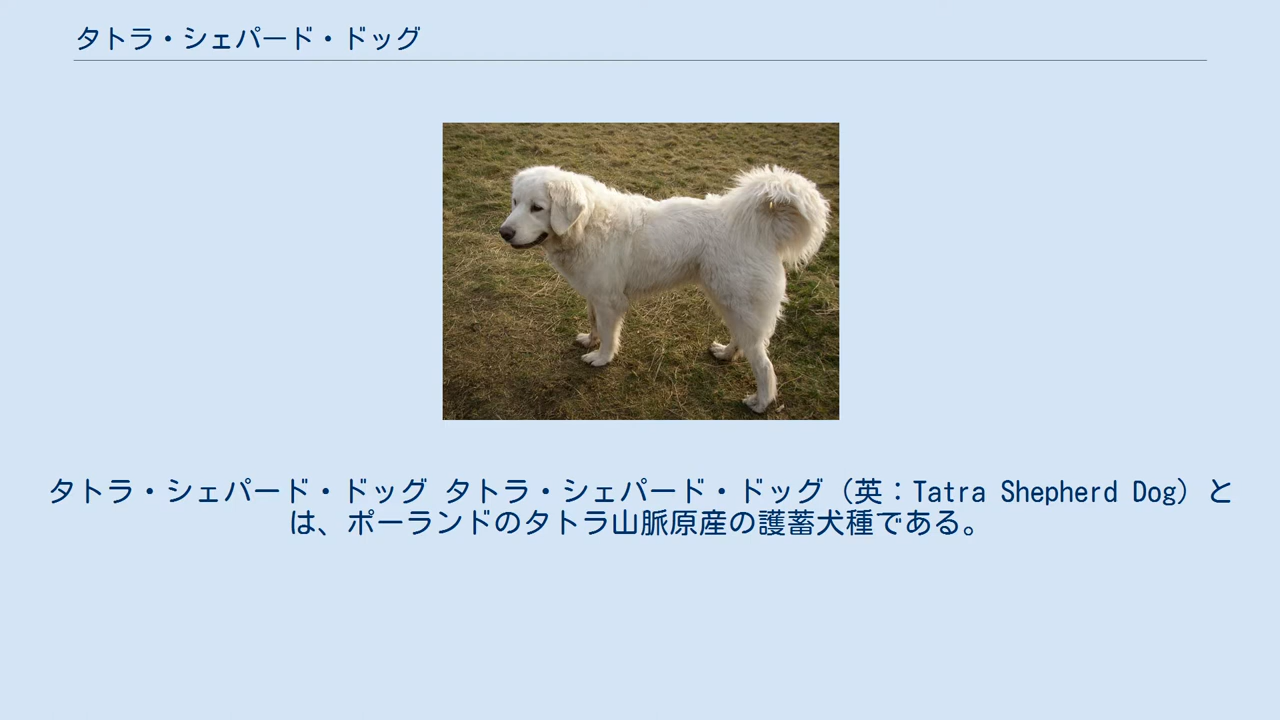 タトラ・シェパード・ドッグ
タトラ・シェパード・ドッグ タトラ・シェパード・ドッグ（英：Tatra Shepherd Dog）と
は、ポーランドのタトラ山脈原産の護蓄犬種である。